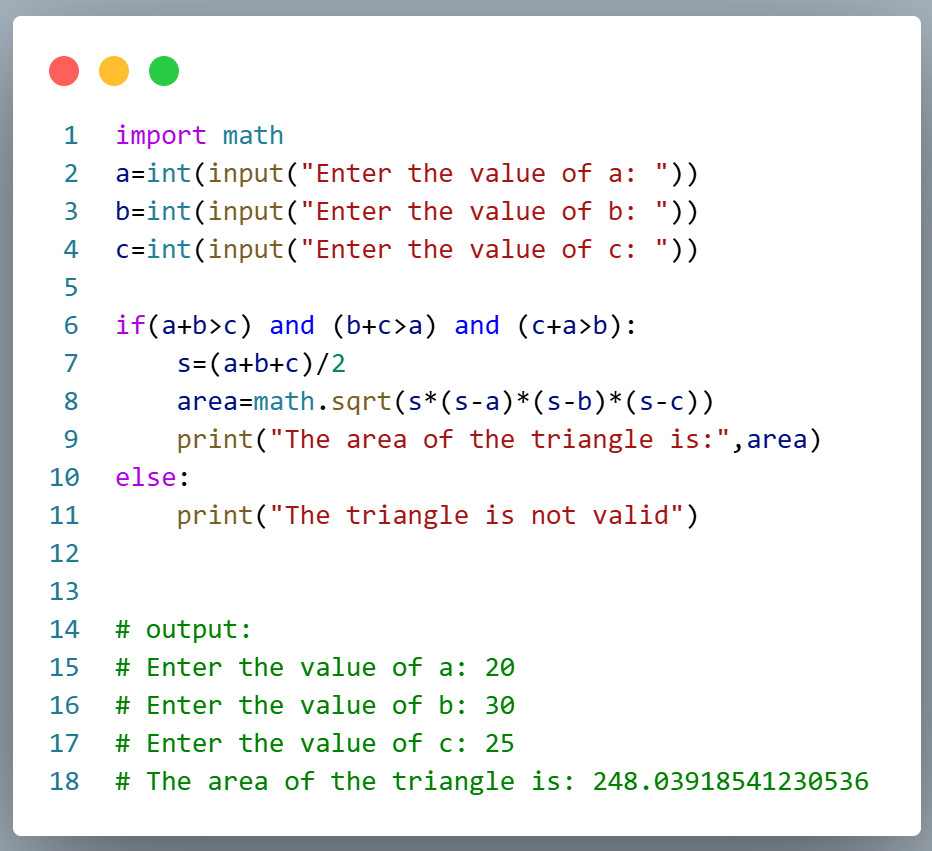 1 import math
2 a=int(input("Enter the value of a: "))
3 b=int(input("Enter the value of b: "))
4 c=int(input("Enter the value of c: "))
5
6 if(a+b>c) and (b+c>a) and (c+a>b):
7     s=(a+b+c)/2
8     area=math.sqrt(s*(s-a)*(s-b)*(s-c))
9     print("The area of the triangle is:",area)
10 else:
11     print("The triangle is not valid")
12
13
14 # output:
15 # Enter the value of a: 20
16 # Enter the value of b: 30
17 # Enter the value of c: 25
18 # The area of the triangle is: 248.03918541230536